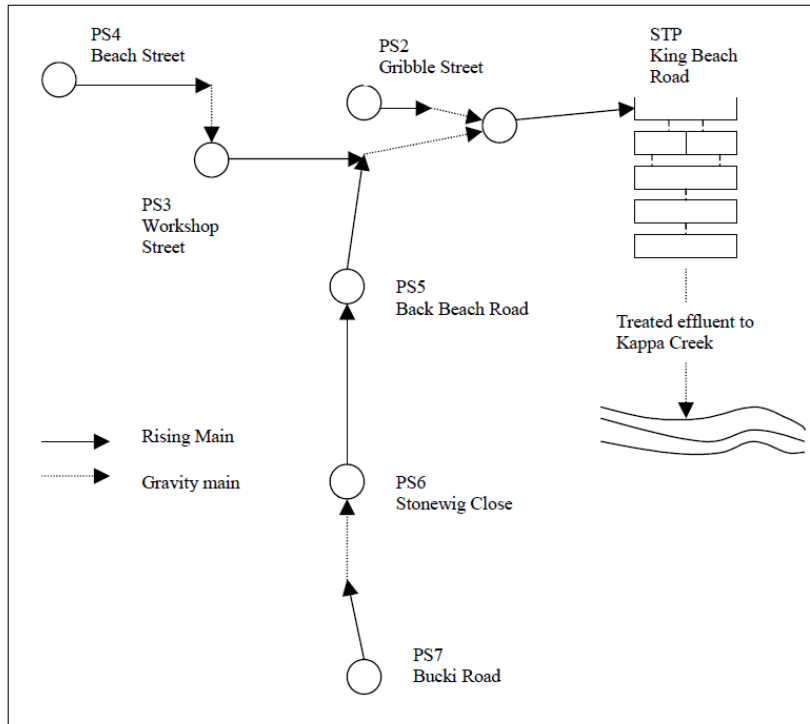 PS4
Beach Street
PS2
Gribble Street
STP
King Beach
Road
PS3
Workshop
Street
PS5
Back Beach Road
Treated effluent to
Kappa Creek
Rising Main
Gravity main
PS6
Stonewig Close
PS7
Bucki Road